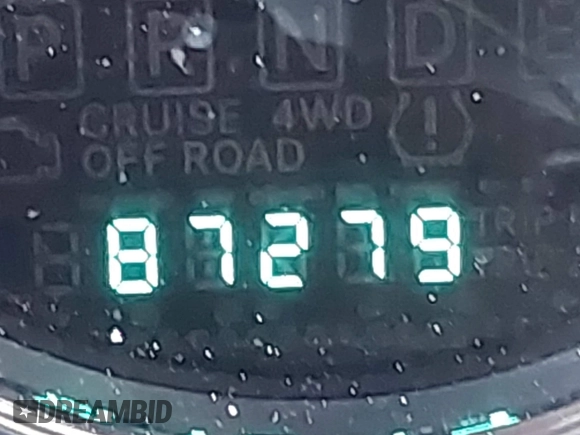 P R N D
CRUISE 4WD
OFF ROAD
87279
TRIP
DREAMBID